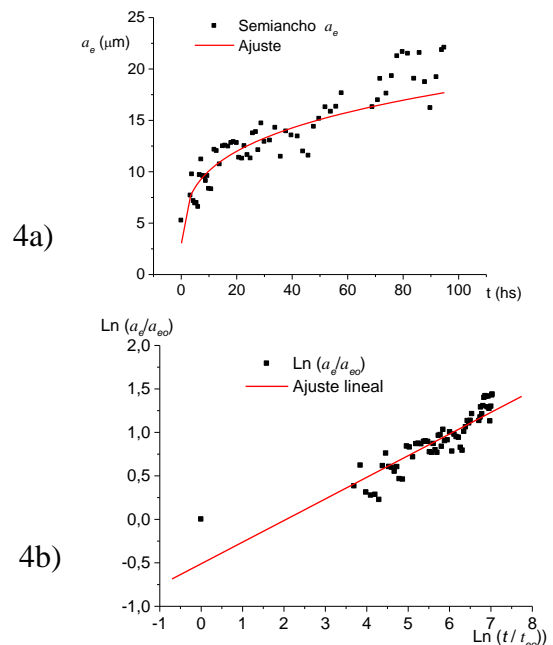 a_e (μm)
25
20
15
10
5
0
Semiancho a_e
Ajuste
0 20 40 60 80 100
t (hs)
4a)
Ln (a_e/a_eo)
2,0
1,5
1,0
0,5
0,0
-0,5
-1,0
Ln (a_e/a_eo)
Ajuste lineal
4b)
-1 0 1 2 3 4 5 6 7 8
Ln (t / t_eo))